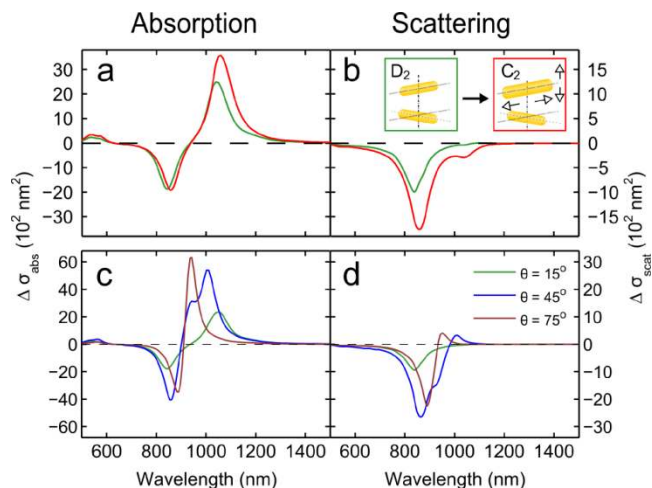 Absorption
Scattering
a
b
D₂
C₂
30
20
10
0
−10
−20
−30
15
10
5
0
−5
−10
−15
Δ σabs (10² nm²)
Δ σscat (10² nm²)
c
d
θ = 15°
θ = 45°
θ = 75°
60
40
20
0
−20
−40
−60
30
20
10
0
10
20
30
600 800 1000 1200 1400
600 800 1000 1200 1400
Wavelength (nm)
Wavelength (nm)